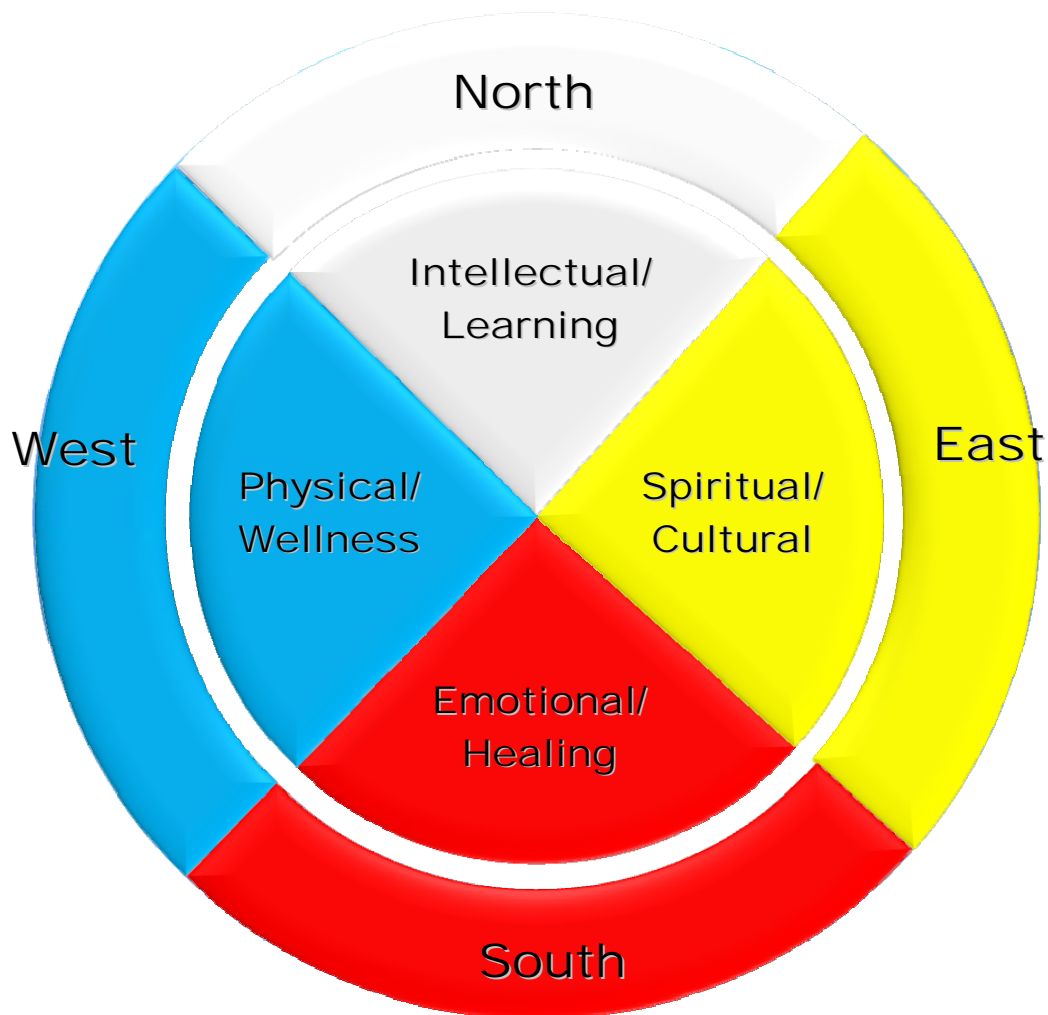 North
Intellectual/
Learning
West
East
Physical/
Wellness
Spiritual/
Cultural
Emotional/
Healing
South